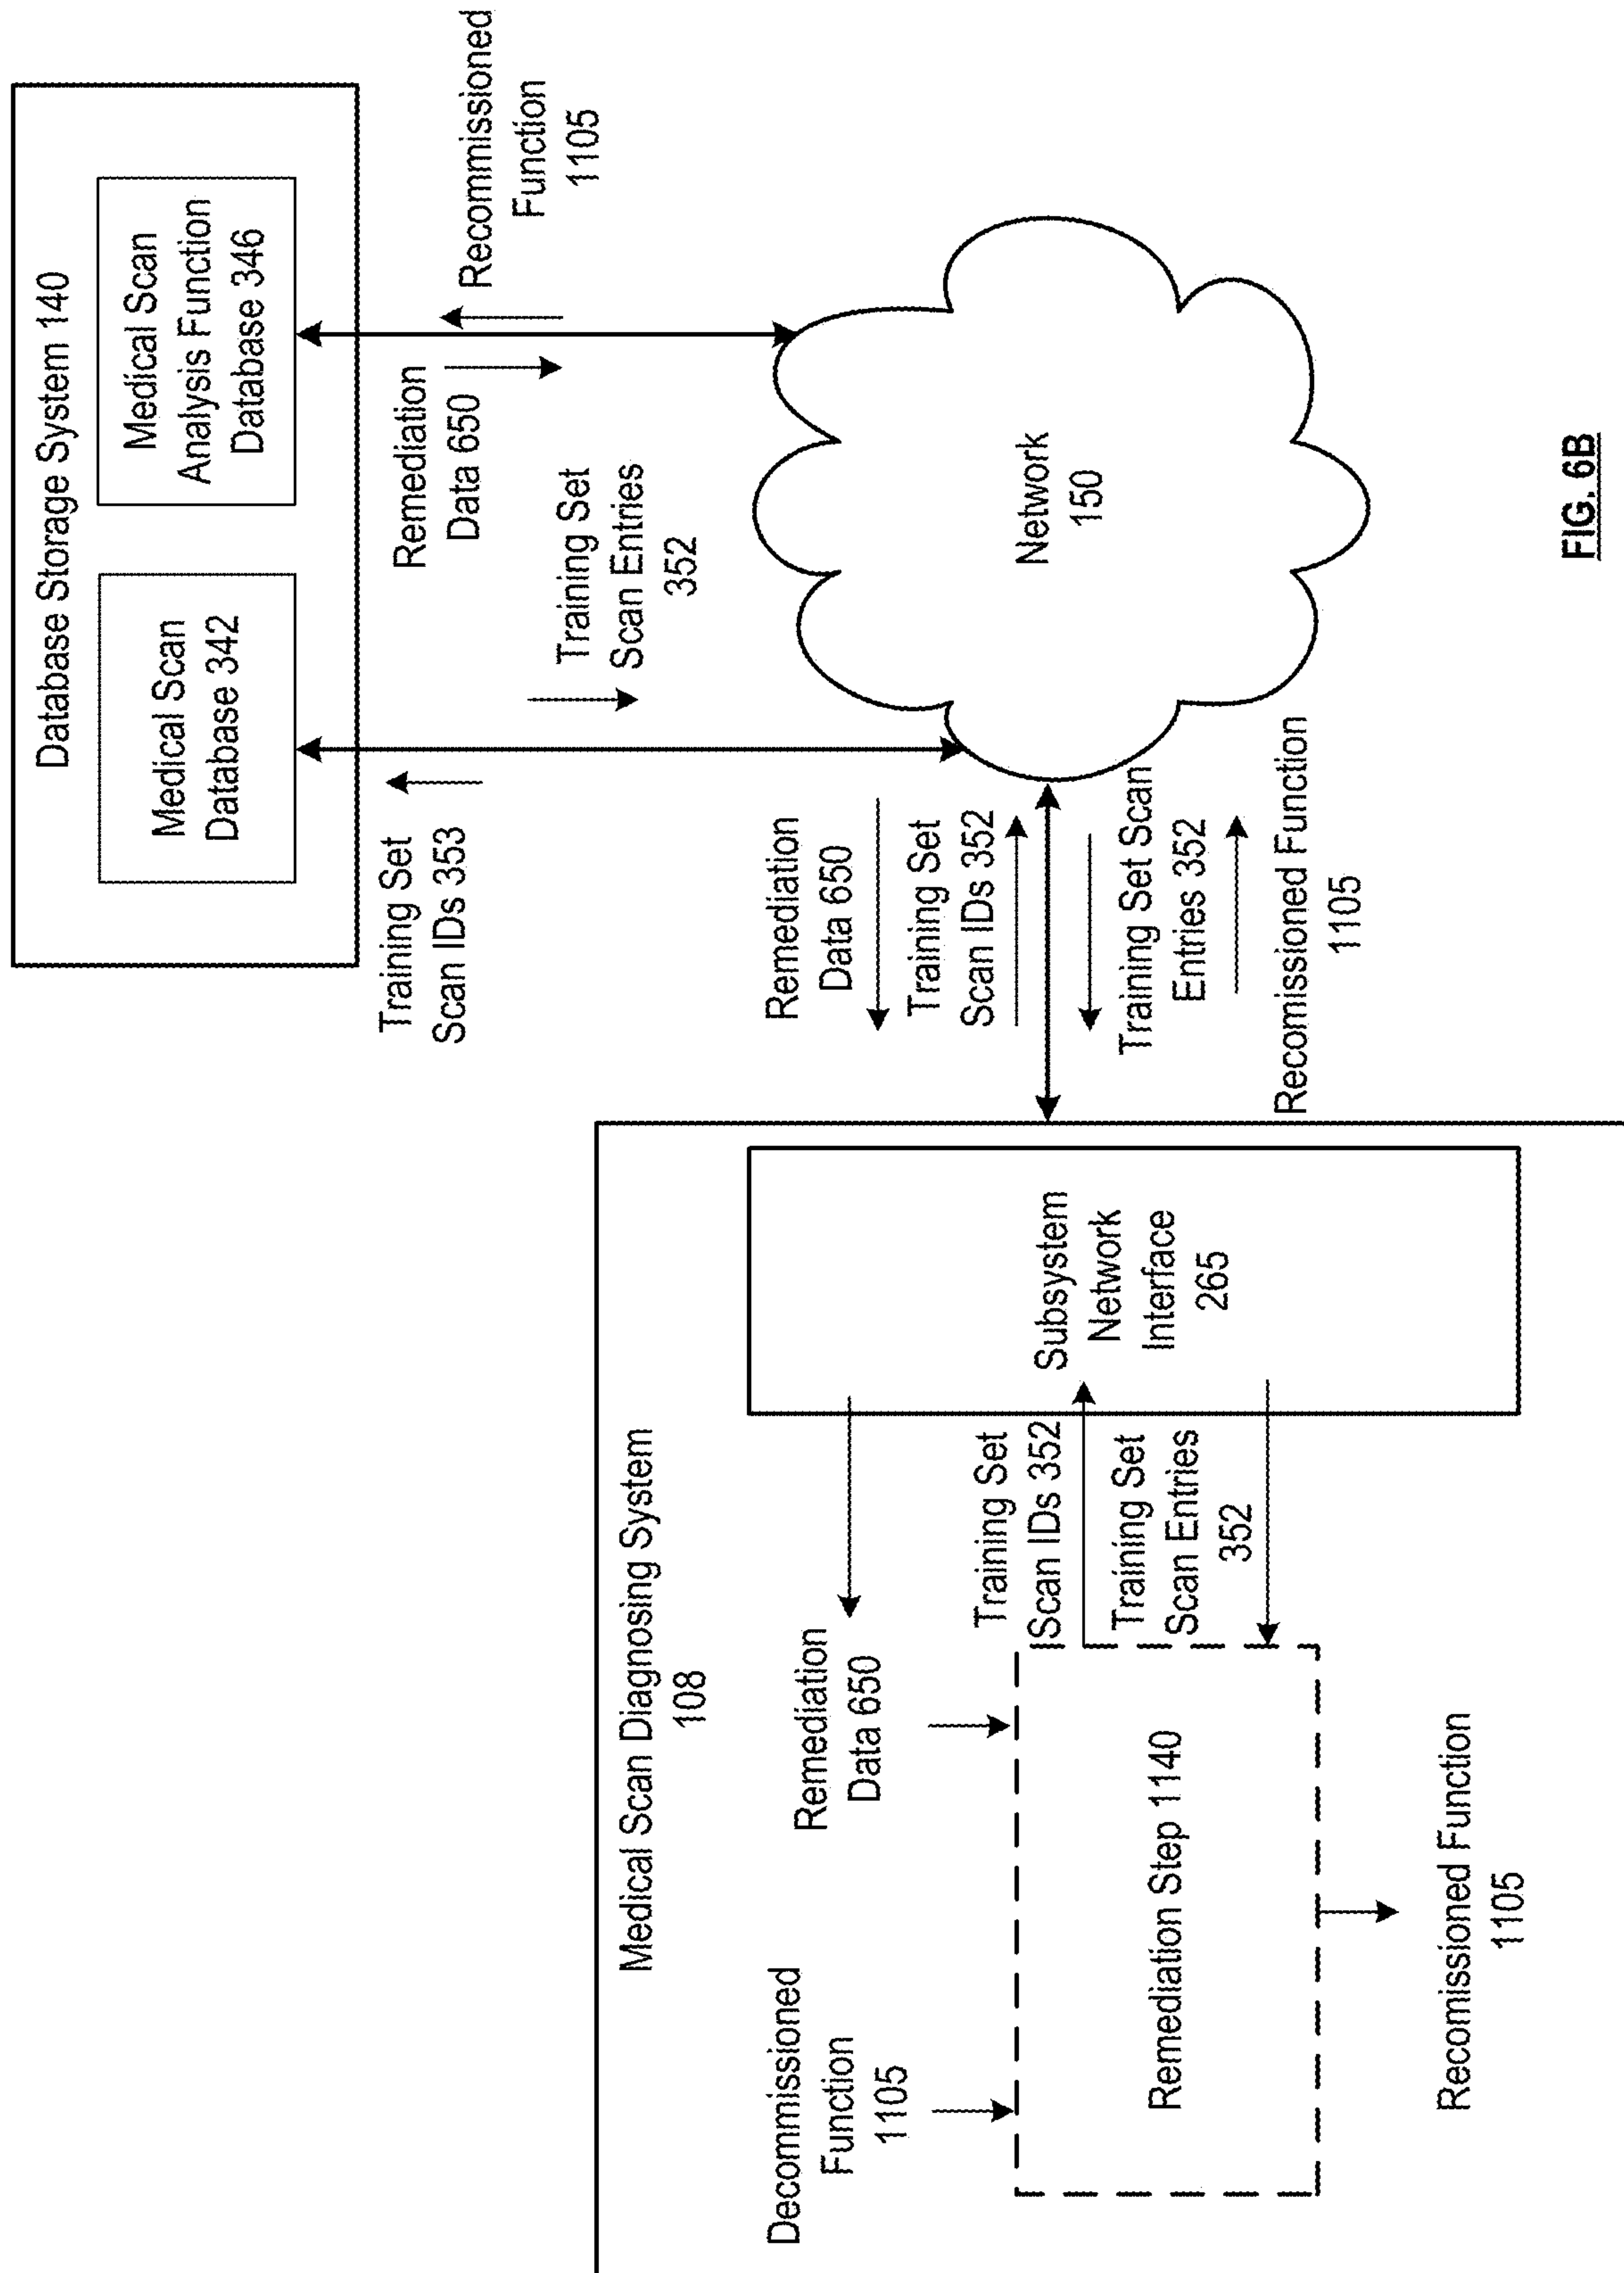 Database Storage System 140
Medical Scan
Database 342
Medical Scan
Analysis Function
Database 346
Training Set
Scan IDs 353
Training Set
Scan Entries
352
Remediation
Data 650
Recommissioned
Function
1105
Network
150
Remediation
Data 650
Training Set
Scan IDs 352
Training Set Scan
Entries 352
Recomissioned Function
1105
Medical Scan Diagnosing System
108
Subsystem
Network
Interface
265
Remediation
Data 650
Training Set
Scan IDs 352
Training Set
Scan Entries
352
Decommissioned
Function
1105
Remediation Step 1140
Recomissioned Function
1105
FIG. 6B